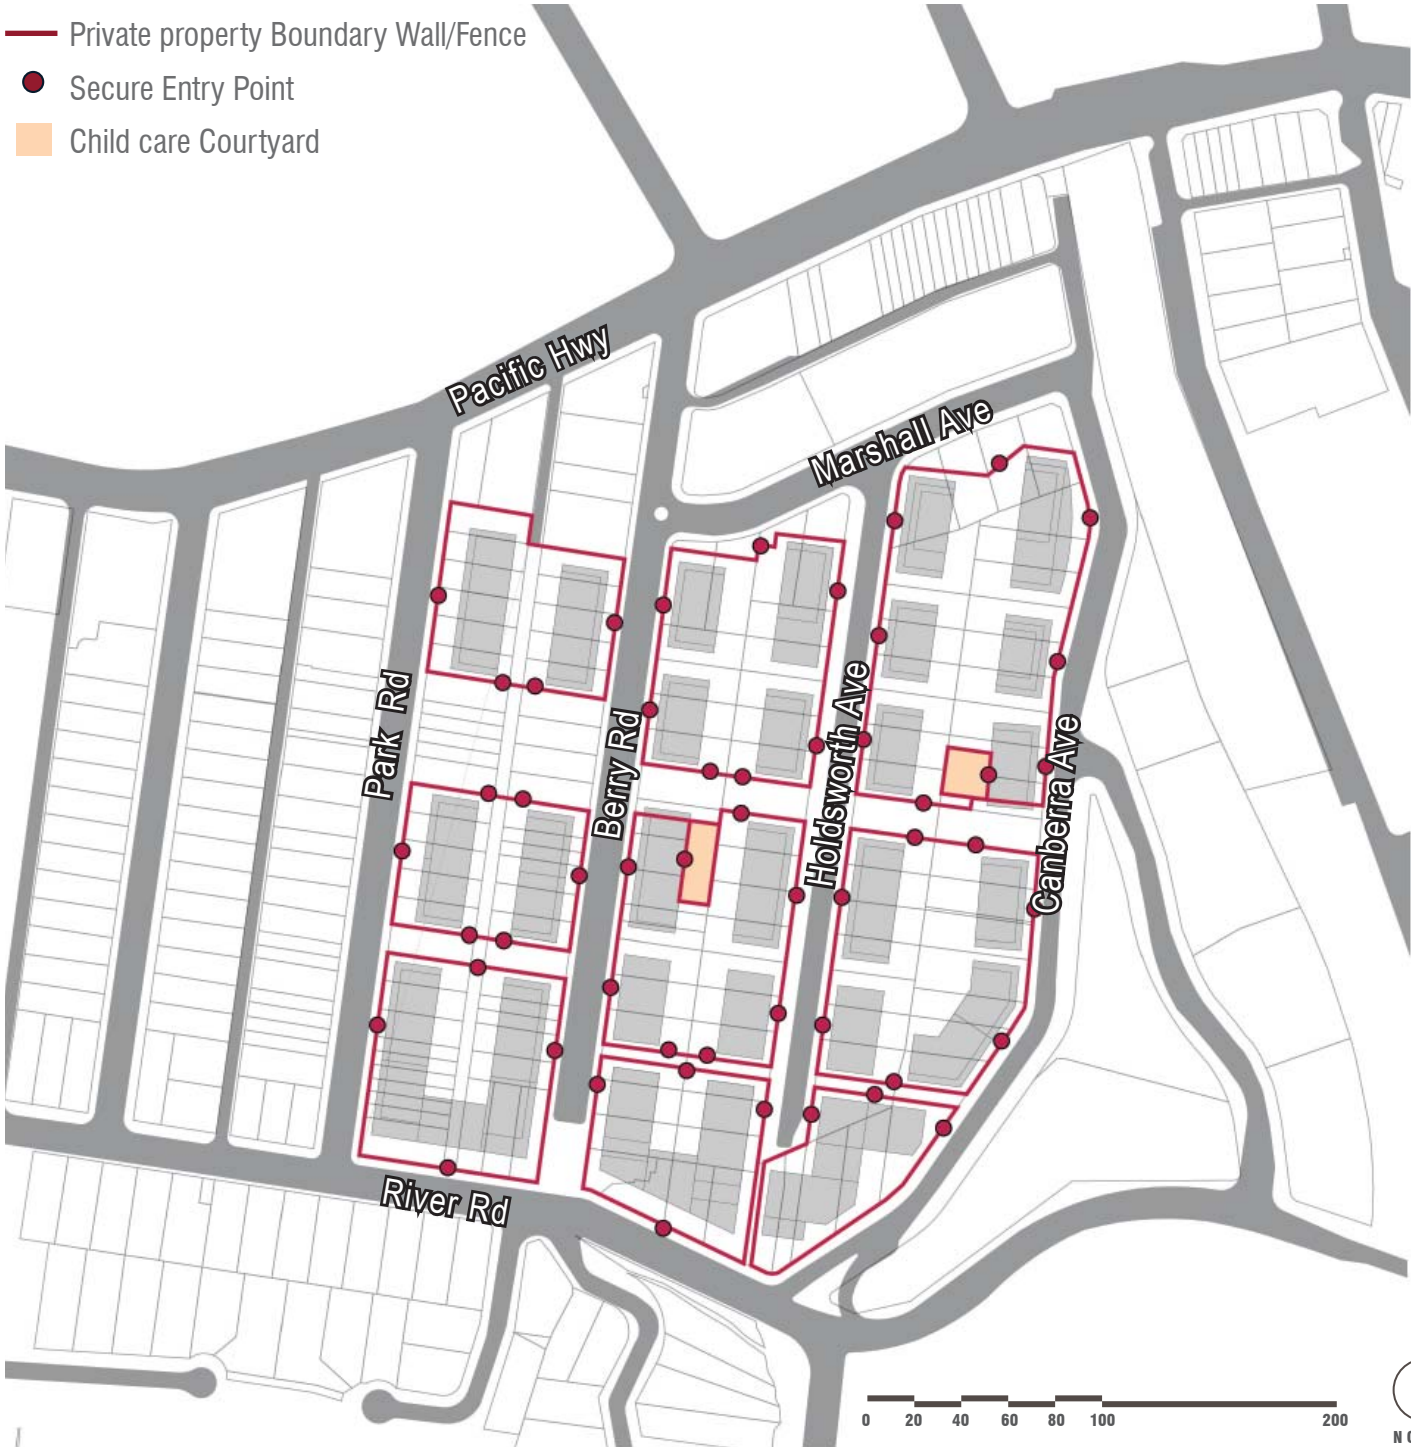 Private property Boundary Wall/Fence
Secure Entry Point
Child care Courtyard
Pacific Hwy
Marshall Ave
Park Rd
Berry Rd
Holdsworth Ave
Canberra Ave
River Rd
0 20 40 60 80 100 200